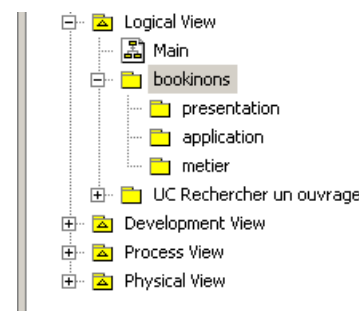 Logical View
Main
bookinons
presentation
application
metier
UC Rechercher un ouvrage
Development View
Process View
Physical View